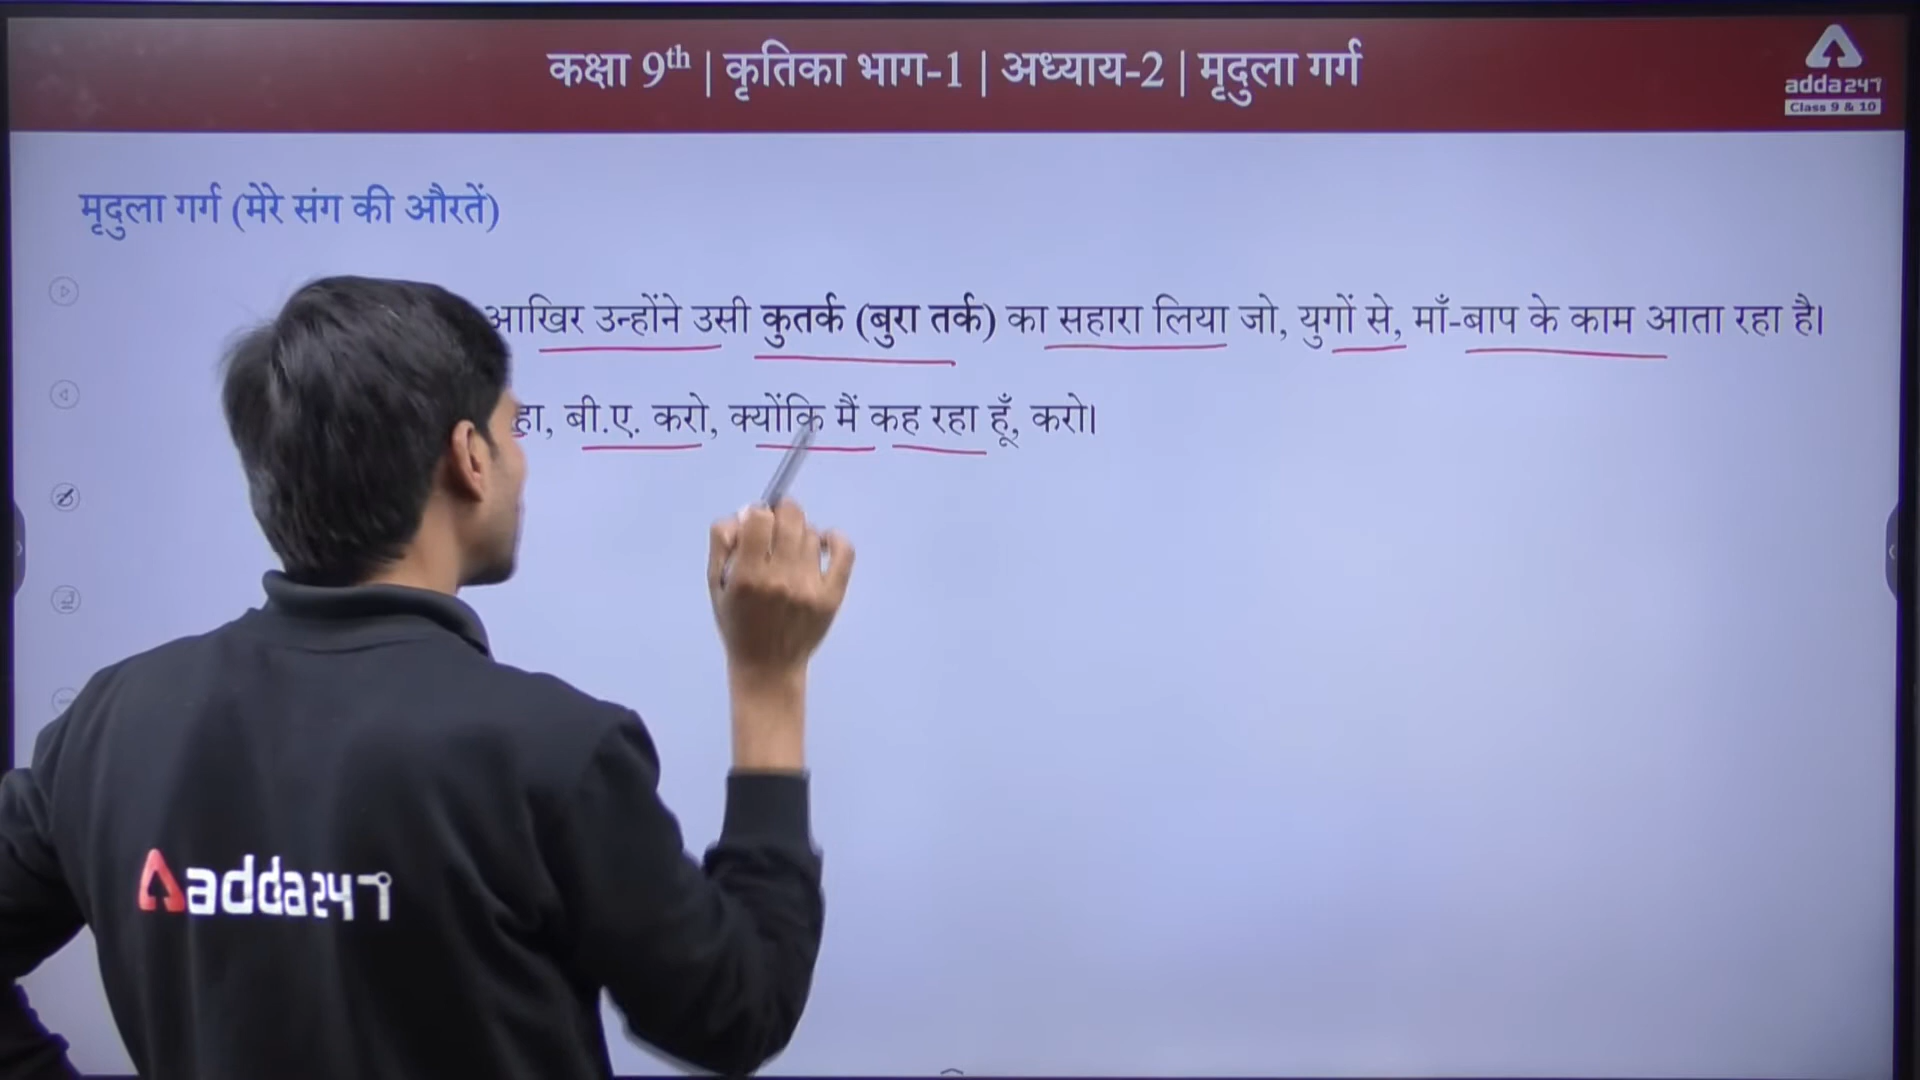 कक्षा 9th | कृतिका भाग-1 | अध्याय-2 | मृदुला गर्ग
adda247
Class 9 & 10
मृदुला गर्ग (मेरे संग की औरतें)
आखिर उन्होंने उसी कुतर्क (बुरा तर्क) का सहारा लिया जो, युगों से, माँ-बाप के काम आता रहा है।
बी.ए. करो, क्योंकि मैं कह रहा हूँ, करो।
adda247